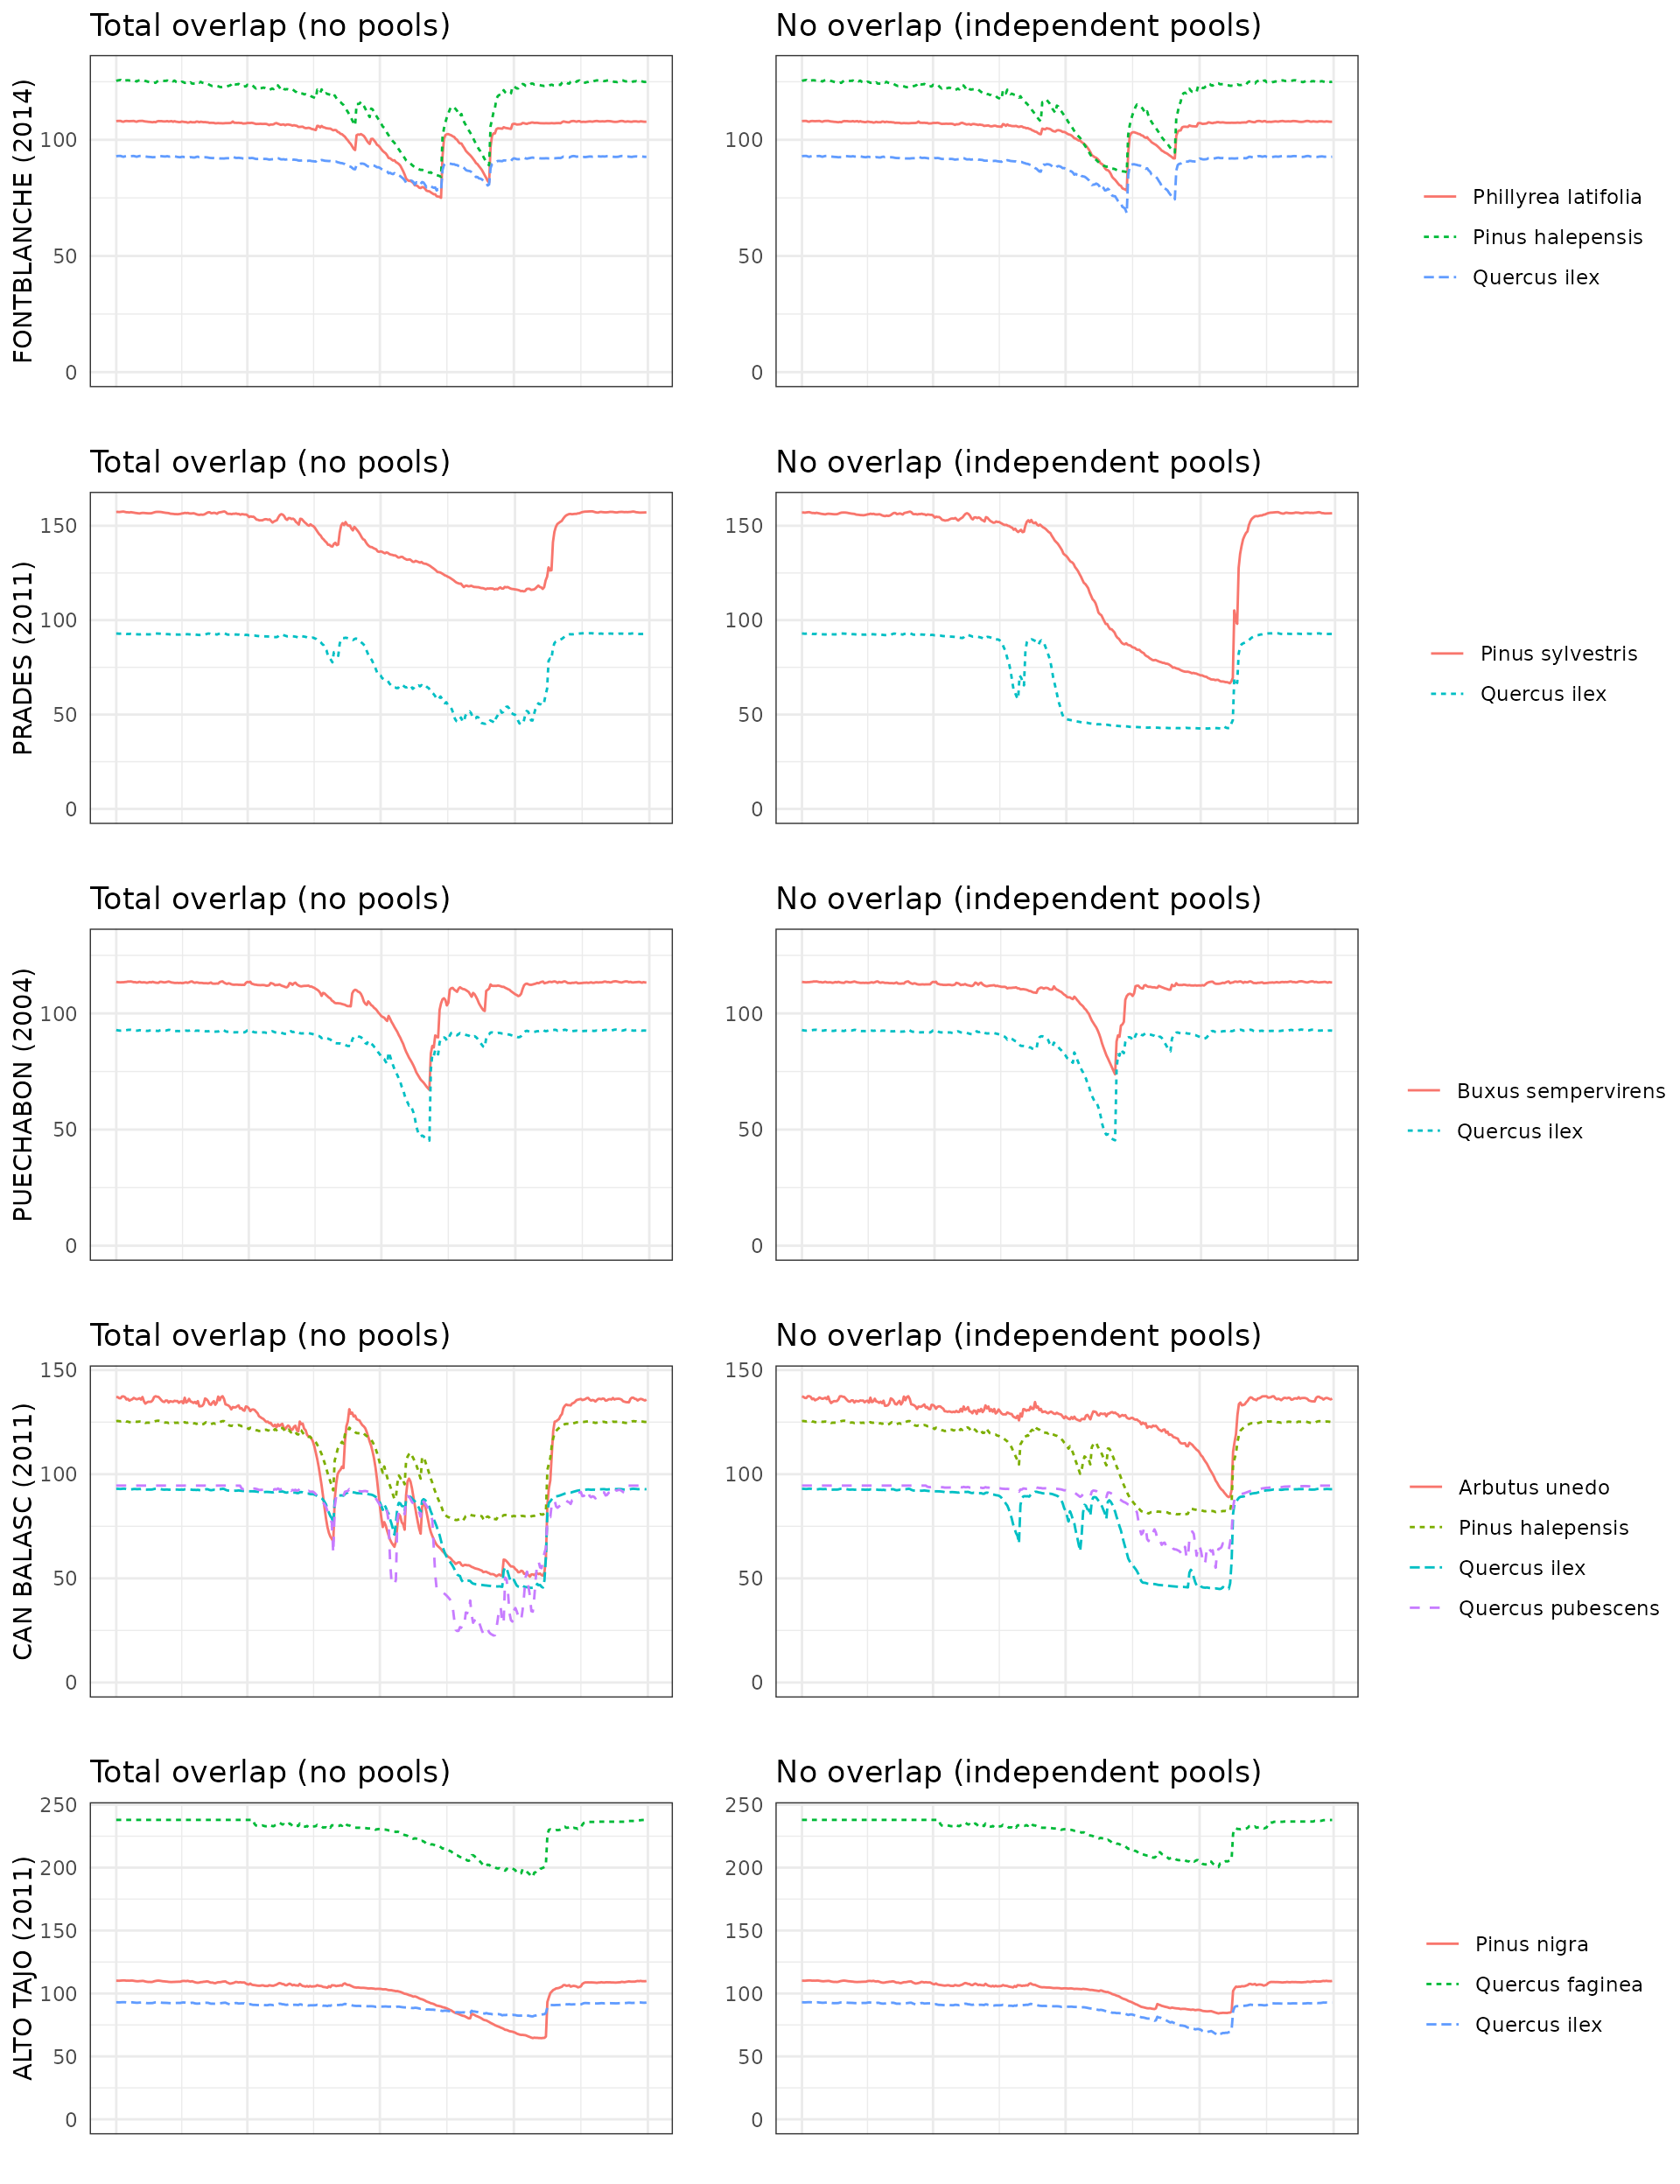 Total overlap (no pools)
No overlap (independent pools)
FONTBLANCHE (2014)
100
50
0
100
50
0
Phillyrea latifolia
Pinus halepensis
Quercus ilex
Total overlap (no pools)
No overlap (independent pools)
PRADES (2011)
150
100
50
0
150
100
50
0
Pinus sylvestris
Quercus ilex
Total overlap (no pools)
No overlap (independent pools)
PUECHABON (2004)
100
50
0
100
50
0
Buxus sempervirens
Quercus ilex
Total overlap (no pools)
No overlap (independent pools)
CAN BALASC (2011)
150
100
50
0
150
100
50
0
Arbutus unedo
Pinus halepensis
Quercus ilex
Quercus pubescens
Total overlap (no pools)
No overlap (independent pools)
ALTO TAJO (2011)
250
200
150
100
50
0
250
200
150
100
50
0
Pinus nigra
Quercus faginea
Quercus ilex